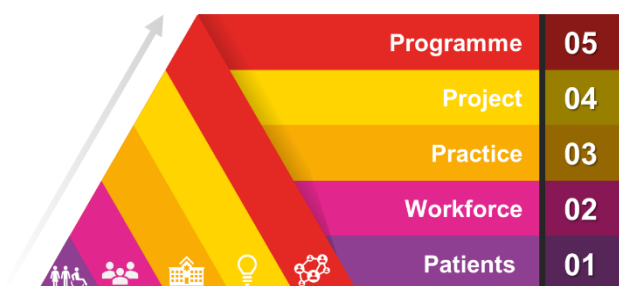 Programme 05
Project 04
Practice 03
Workforce 02
Patients 01